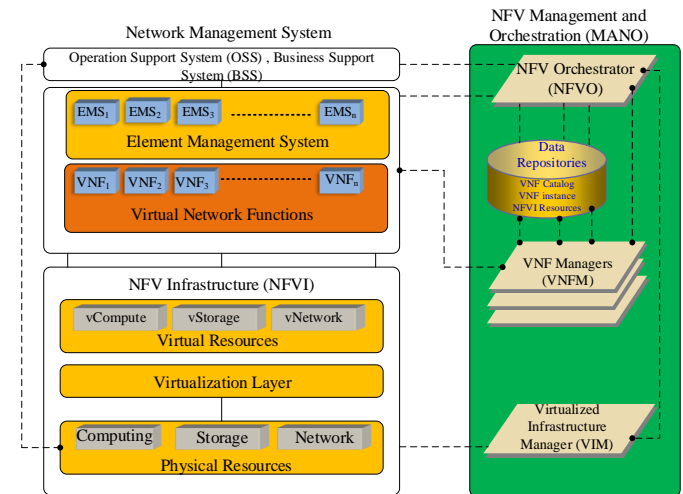 Network Management System
Operation Support System (OSS) , Business Support
System (BSS)
EMS1 EMS2 EMS3 EMSn
Element Management System
VNF1 VNF2 VNF3 VNFn
Virtual Network Functions
NFV Infrastructure (NFVI)
vCompute vStorage vNetwork
Virtual Resources
Virtualization Layer
Computing Storage Network
Physical Resources
NFV Management and
Orchestration (MANO)
NFV Orchestrator
(NFVO)
Data
Repositories
VNF Catalog
VNF instance
NFVI Resources
VNF Managers
(VNFM)
Virtualized
Infrastructure
Manager (VIM)